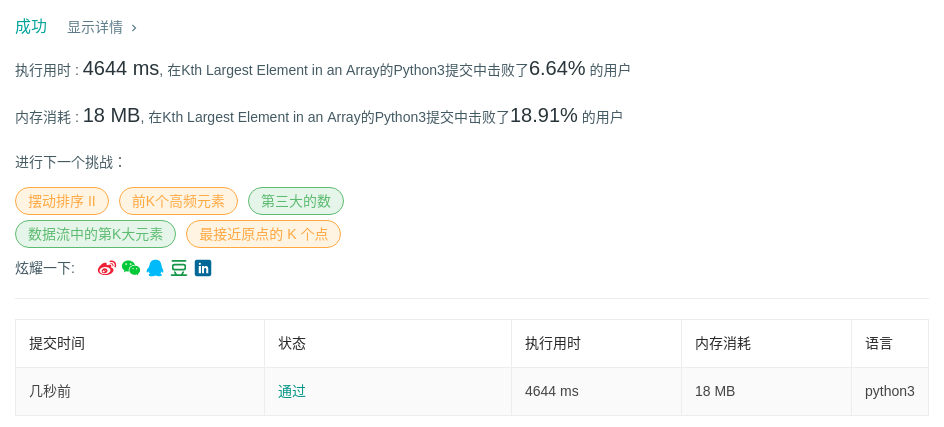 成功 显示详情 ›
执行用时 : 4644 ms, 在Kth Largest Element in an Array的Python3提交中击败了6.64% 的用户
内存消耗 : 18 MB, 在Kth Largest Element in an Array的Python3提交中击败了18.91% 的用户
进行下一个挑战：
摆动排序 II 前K个高频元素 第三大的数
数据流中的第K大元素 最接近原点的 K 个点
炫耀一下: 豆 in
提交时间 状态 执行用时 内存消耗 语言
几秒前 通过 4644 ms 18 MB python3